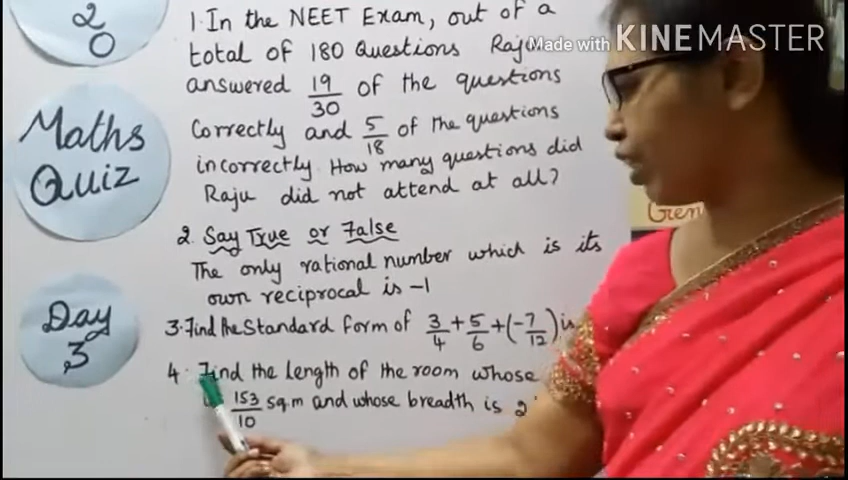 2
0
Maths
Quiz
Day
3
1. In the NEET Exam, out of a
total of 180 Questions Raju
answered 19/30 of the questions
Correctly and 5/18 of the questions
incorrectly. How many questions did
Raju did not attend at all?
2. Say True or False
The only rational number which is its
own reciprocal is -1
3. Find the Standard form of 3/4 + 5/6 + (-7/12) is
4. Find the length of the room whose
153/10 sq.m and whose breadth is 2
Made with KINEMASTER
Gen